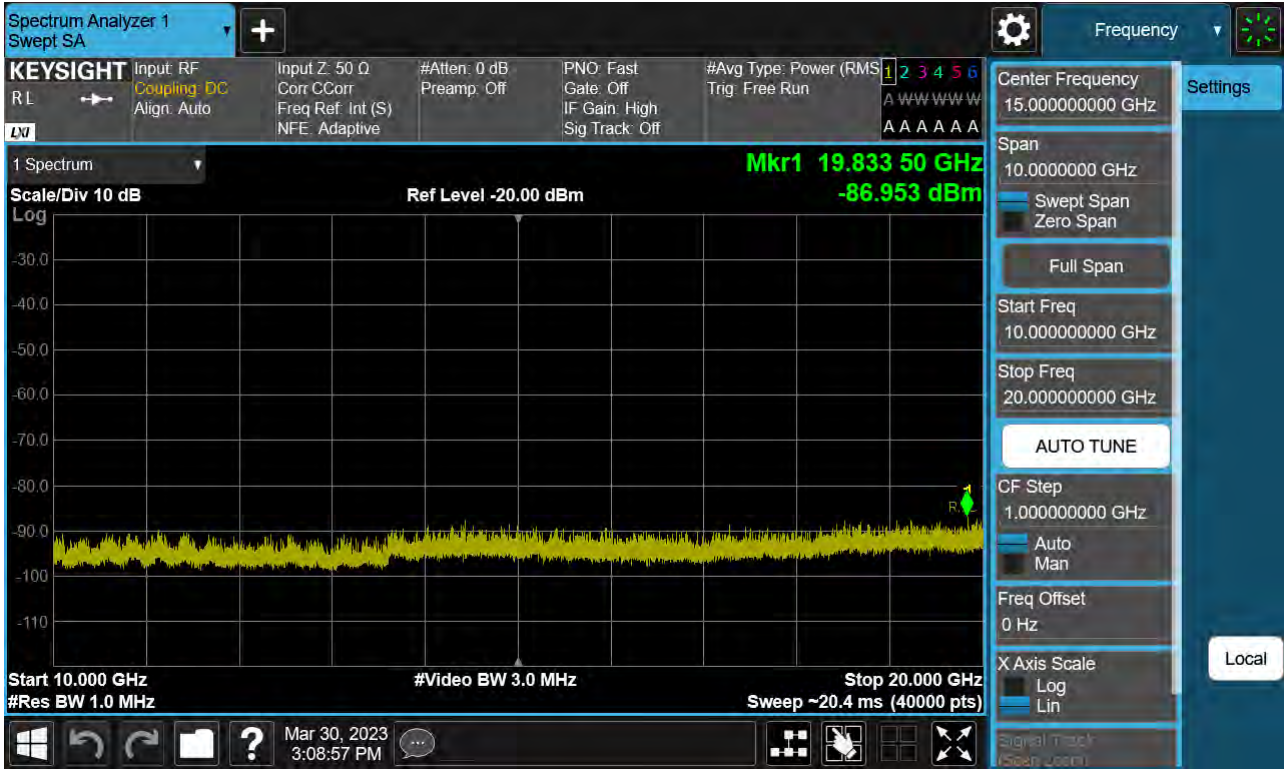 Spectrum Analyzer 1
Swept SA
Frequency
KEYSIGHT
RL
LXI
Input: RF
Coupling: DC
Align: Auto
Input Z: 50 Ω
Corr CCorr
Freq Ref: Int (S)
NFE: Adaptive
#Atten: 0 dB
Preamp: Off
PNO: Fast
Gate: Off
IF Gain: High
Sig Track: Off
#Avg Type: Power (RMS
Trig: Free Run
1 2 3 4 5 6
A W W W W W
A A A A A A
1 Spectrum
Scale/Div 10 dB
Ref Level -20.00 dBm
Mkr1 19.833 50 GHz
-86.953 dBm
Log
-30.0
-40.0
-50.0
-60.0
-70.0
-80.0
-90.0
-100
-110
1
Start 10.000 GHz
#Video BW 3.0 MHz
Stop 20.000 GHz
#Res BW 1.0 MHz
Sweep ~20.4 ms (40000 pts)
Mar 30, 2023
3:08:57 PM
Center Frequency
15.000000000 GHz
Span
10.0000000 GHz
Swept Span
Zero Span
Full Span
Start Freq
10.000000000 GHz
Stop Freq
20.000000000 GHz
AUTO TUNE
CF Step
1.000000000 GHz
Auto
Man
Freq Offset
0 Hz
X Axis Scale
Log
Lin
Signal Track
(Span Zoom)
Settings
Local